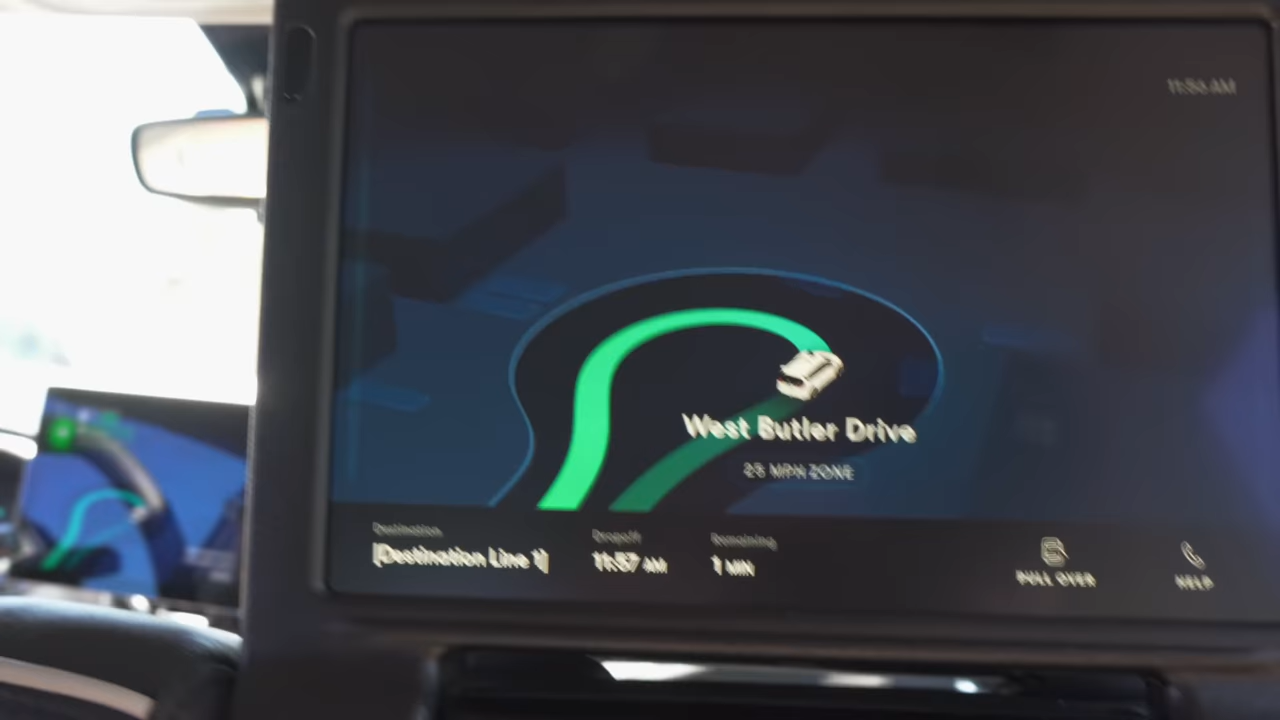 11:56 AM
West Butler Drive
25 MPH ZONE
Destination
[Destination Line 1]
Dropoff
11:57 AM
Remaining
1 MIN
PULL OVER
HELP